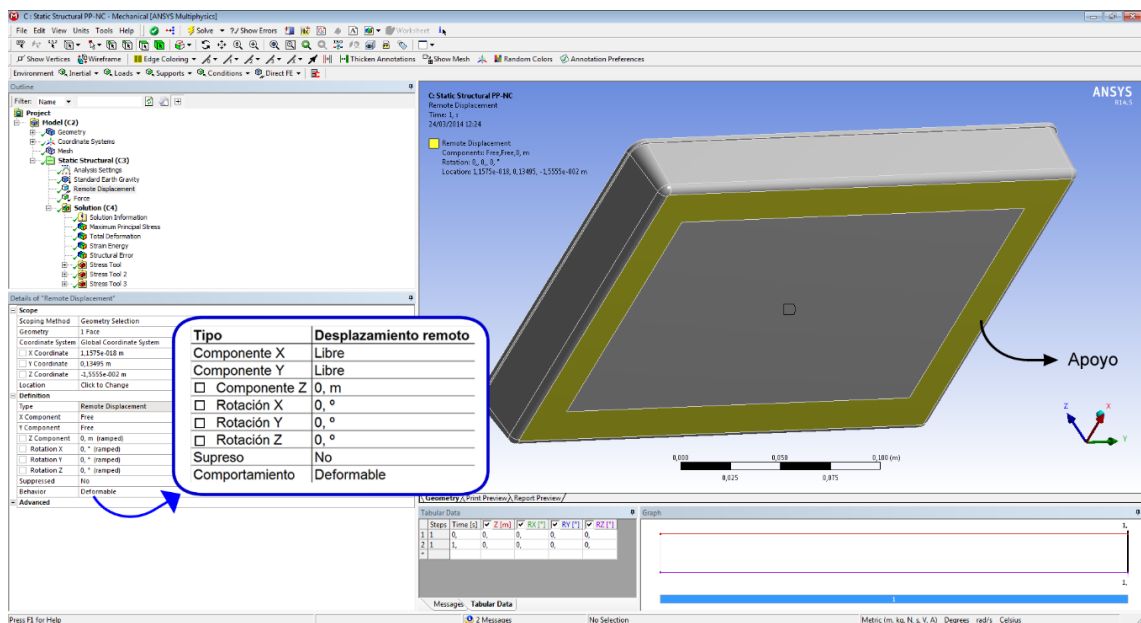 C : Static Structural PP-NC - Mechanical [ANSYS Multiphysics]
File Edit View Units Tools Help Solve ?/ Show Errors Worksheet
Show Vertices Wireframe Edge Coloring Thicken Annotations Show Mesh Random Colors Annotation Preferences
Environment Inertial Loads Supports Conditions Direct FE
Outline
Filter: Name
Project
Model (C2)
Geometry
Coordinate Systems
Mesh
Static Structural (C3)
Analysis Settings
Standard Earth Gravity
Remote Displacement
Force
Solution (C4)
Solution Information
Maximum Principal Stress
Total Deformation
Strain Energy
Structural Error
Stress Tool
Stress Tool 2
Stress Tool 3
Details of "Remote Displacement"
Scope
Scoping Method Geometry Selection
Geometry 1 Face
Coordinate System Global Coordinate System
X Coordinate 1,1575e-018 m
Y Coordinate 0,13495 m
Z Coordinate -1,5555e-002 m
Location Click to Change
Definition
Type Remote Displacement
X Component Free
Y Component Free
Z Component 0, m (ramped)
Rotation X 0, ° (ramped)
Rotation Y 0, ° (ramped)
Rotation Z 0, ° (ramped)
Suppressed No
Behavior Deformable
Advanced
Tipo Desplazamiento remoto
Componente X Libre
Componente Y Libre
Componente Z 0, m
Rotación X 0, º
Rotación Y 0, º
Rotación Z 0, º
Supreso No
Comportamiento Deformable
C: Static Structural PP-NC
Remote Displacement
Time: 1, s
24/03/2014 12:24
Remote Displacement
Components: Free,Free,0, m
Rotation: 0,, 0,, 0, °
Location: 1,1575e-018, 0,13495, -1,5555e-002 m
ANSYS
R14.5
Apoyo
Z X
Y
0,000 0,050 0,100 (m)
0,025 0,075
Geometry Print Preview Report Preview
Tabular Data
Steps Time [s] Z [m] RX [°] RY [°] RZ [°]
1 1 0, 0, 0, 0, 0,
2 1 1, 0, 0, 0, 0,
*
Messages Tabular Data
Graph
1,
1,
1
Press F1 for Help 2 Messages No Selection Metric (m, kg, N, s, V, A) Degrees rad/s Celsius